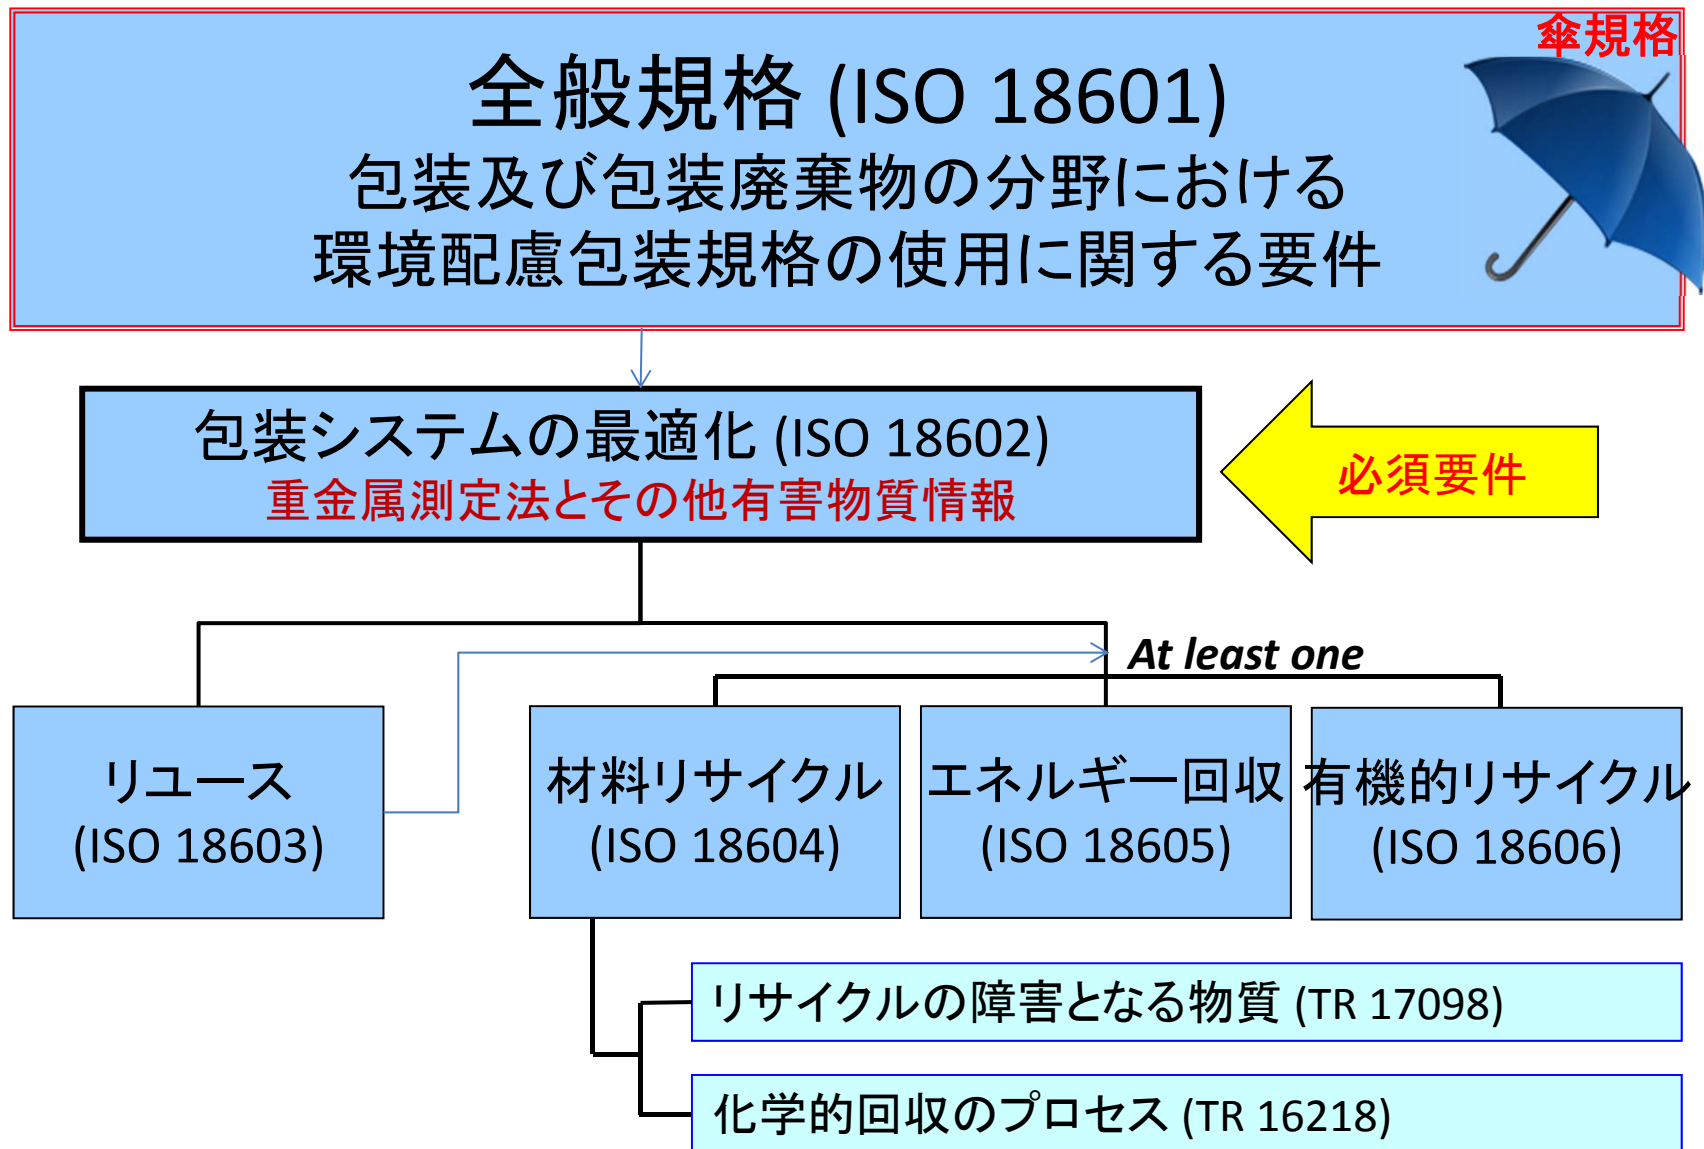 傘規格
全般規格 (ISO 18601)
包装及び包装廃棄物の分野における
環境配慮包装規格の使用に関する要件
包装システムの最適化 (ISO 18602)
重金属測定法とその他有害物質情報
必須要件
At least one
リユース
(ISO 18603)
材料リサイクル
(ISO 18604)
エネルギー回収
(ISO 18605)
有機的リサイクル
(ISO 18606)
リサイクルの障害となる物質 (TR 17098)
化学的回収のプロセス (TR 16218)